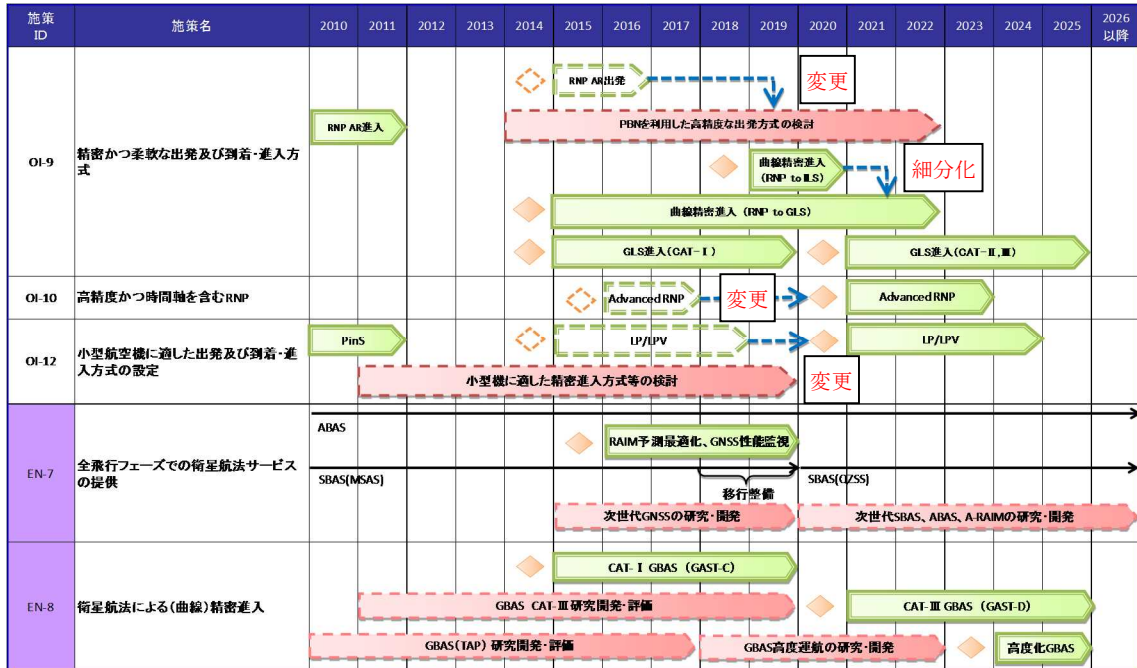 施策
ID
施策名
2010
2011
2012
2013
2014
2015
2016
2017
2018
2019
2020
2021
2022
2023
2024
2025
2026
以降
OI-9
精密かつ柔軟な出発及び到着・進入方
式
RNP AR出発
変更
RNP AR進入
PBNを利用した高精度な出発方式の検討
曲線精密進入
(RNP to ILS)
細分化
曲線精密進入 (RNP to GLS)
GLS進入(CAT-Ⅰ)
GLS進入(CAT-Ⅱ,Ⅲ)
OI-10
高精度かつ時間軸を含むRNP
Advanced RNP
変更
Advanced RNP
OI-12
小型航空機に適した出発及び到着・進
入方式の設定
PinS
LP/LPV
LP/LPV
小型機に適した精密進入方式等の検討
変更
EN-7
全飛行フェーズでの衛星航法サービス
の提供
ABAS
RAIM予測最適化、GNSS性能監視
SBAS(MSAS)
SBAS(QZSS)
移行整備
次世代GNSSの研究・開発
次世代SBAS、ABAS、A-RAIMの研究・開発
EN-8
衛星航法による(曲線)精密進入
CAT-Ⅰ GBAS (GAST-C)
GBAS CAT-Ⅲ研究開発・評価
CAT-Ⅲ GBAS (GAST-D)
GBAS(TAP) 研究開発・評価
GBAS高度運航の研究・開発
高度化GBAS